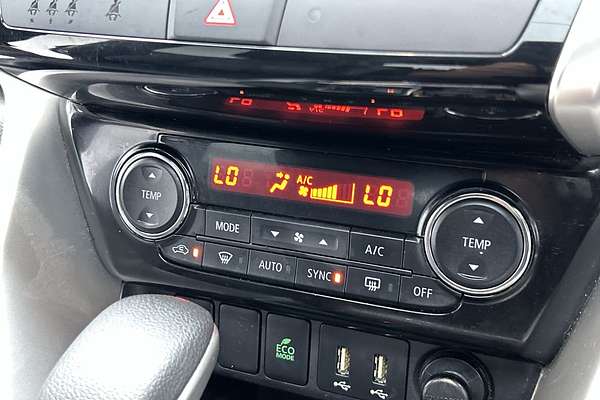 LO A/C LO
TEMP
TEMP
MODE
A/C
AUTO
SYNC
OFF
ECO
MODE